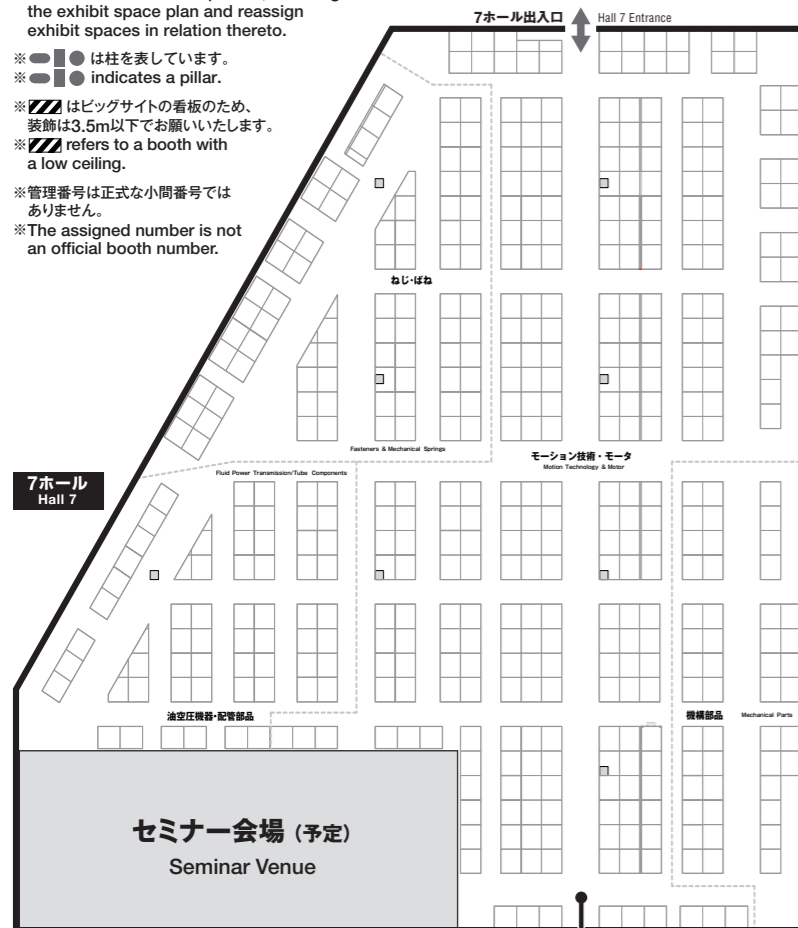 the exhibit space plan and reassign
exhibit spaces in relation thereto.
※ は柱を表しています。
※ indicates a pillar.
※ はビッグサイトの看板のため、
装飾は3.5m以下でお願いいたします。
※ refers to a booth with
a low ceiling.
※管理番号は正式な小間番号では
ありません。
※The assigned number is not
an official booth number.
7ホール出入口 Hall 7 Entrance
ねじ・ばね
Fasteners & Mechanical Springs
モーション技術・モータ
Motion Technology & Motor
Fluid Power Transmission/Tube Components
7ホール
Hall 7
油空圧機器・配管部品
機構部品 Mechanical Parts
セミナー会場（予定）
Seminar Venue